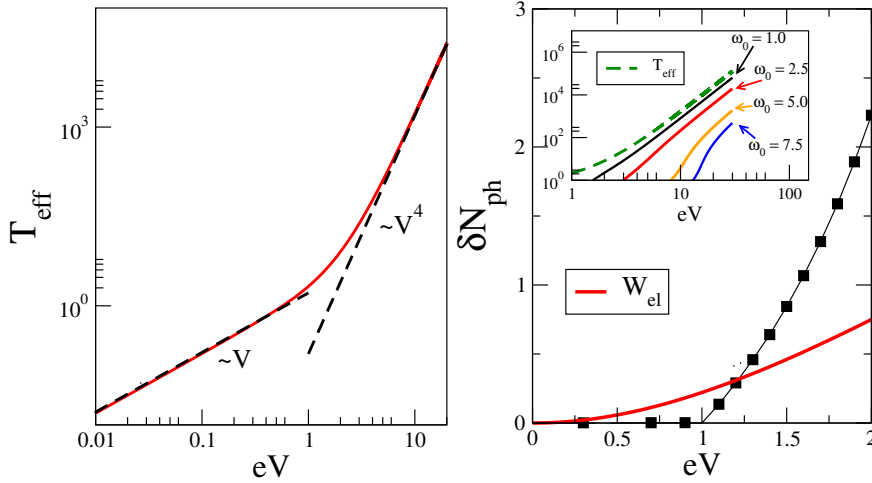 T_eff
10^3
10^0
~V^4
~V
0.01
0.1
1
10
eV
δN_ph
3
2
1
0
W_el
0
0.5
1
1.5
2
eV
10^6
10^4
10^2
10^0
T_eff
ω_0 = 1.0
ω_0 = 2.5
ω_0 = 5.0
ω_0 = 7.5
1
10
100
eV